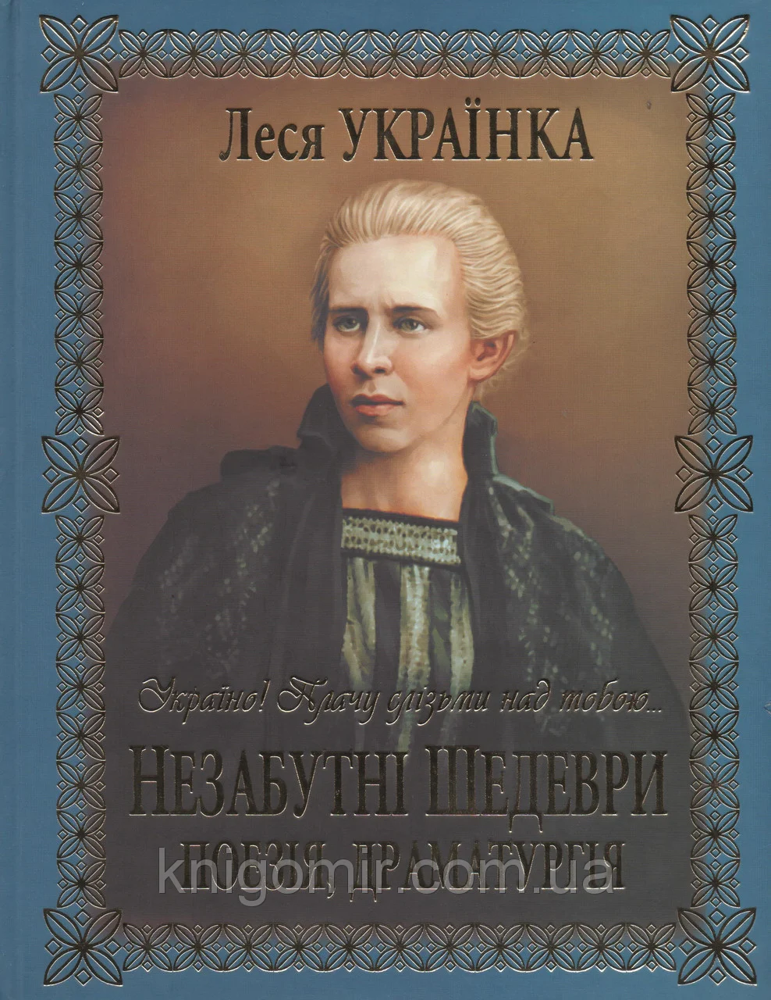 Леся УКРАЇНКА
Україно! Плачу слізьми над тобою...
НЕЗАБУТНІ ШЕДЕВРИ
ПОЕЗІЯ, ДРАМАТУРГІЯ
knigomir.com.ua